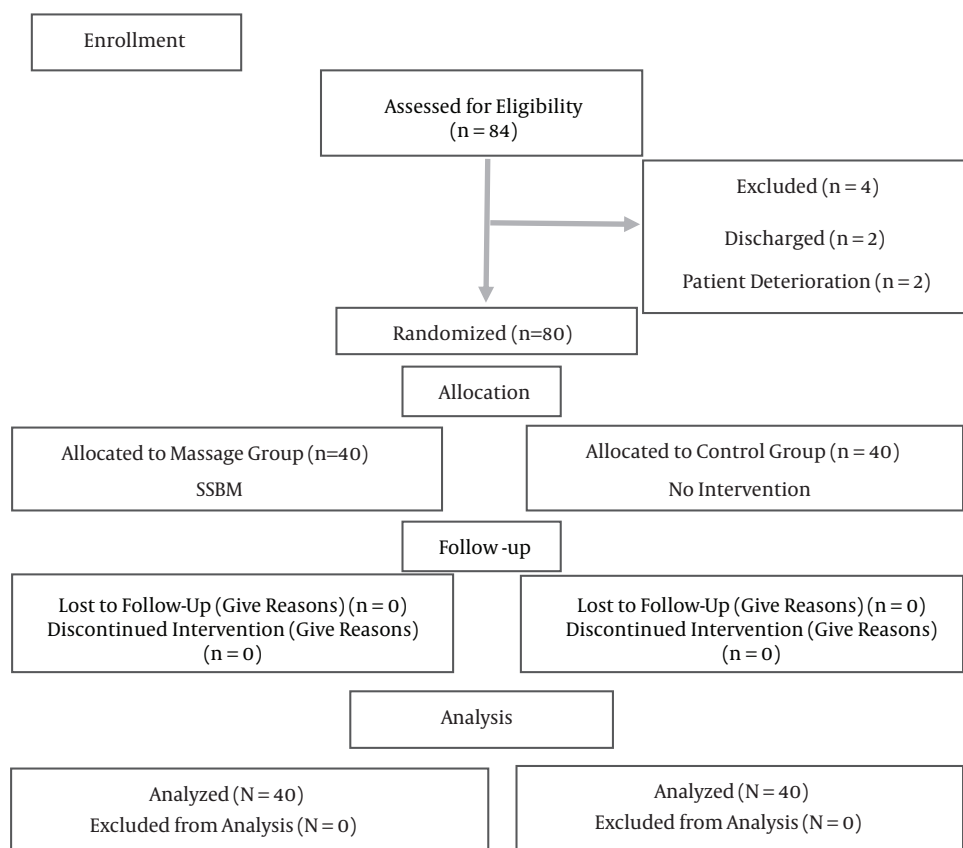 Enrollment
Assessed for Eligibility
(n = 84)
Excluded (n = 4)
Discharged (n = 2)
Patient Deterioration (n = 2)
Randomized (n=80)
Allocation
Allocated to Massage Group (n=40)
SSBM
Allocated to Control Group (n = 40)
No Intervention
Follow-up
Lost to Follow-Up (Give Reasons) (n = 0)
Discontinued Intervention (Give Reasons)
(n = 0)
Lost to Follow-Up (Give Reasons) (n = 0)
Discontinued Intervention (Give Reasons)
(n = 0)
Analysis
Analyzed (N = 40)
Excluded from Analysis (N = 0)
Analyzed (N = 40)
Excluded from Analysis (N = 0)